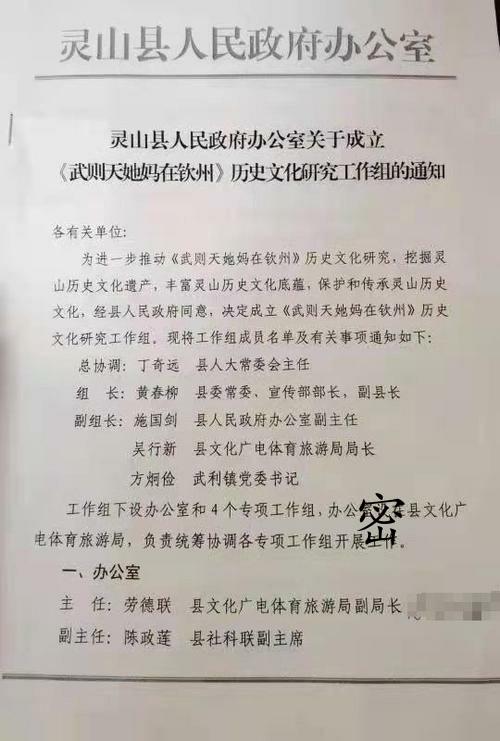 灵山县人民政府办公室
灵山县人民政府办公室关于成立
《武则天她妈在钦州》历史文化研究工作组的通知
各有关单位:
为进一步推动《武则天她妈在钦州》历史文化研究,挖掘灵
山历史文化遗产,丰富灵山历史文化底蕴,保护和传承灵山历史
文化,经县人民政府同意,决定成立《武则天她妈在钦州》历史
文化研究工作组。现将工作组成员名单及有关事项通知如下:
总协调:丁奇远 县人大常委会主任
组 长:黄春柳 县委常委、宣传部部长,副县长
副组长:施国剑 县人民政府办公室副主任
吴行新 县文化广电体育旅游局局长
方炯俭 武利镇党委书记
工作组下设办公室和4个专项工作组,办公室 在县文化广
密
电体育旅游局,负责统筹协调各专项工作组开展工作。
一、办公室
主 任:劳德联 县文化广电体育旅游局副局长
副主任:陈政莲 县社科联副主席